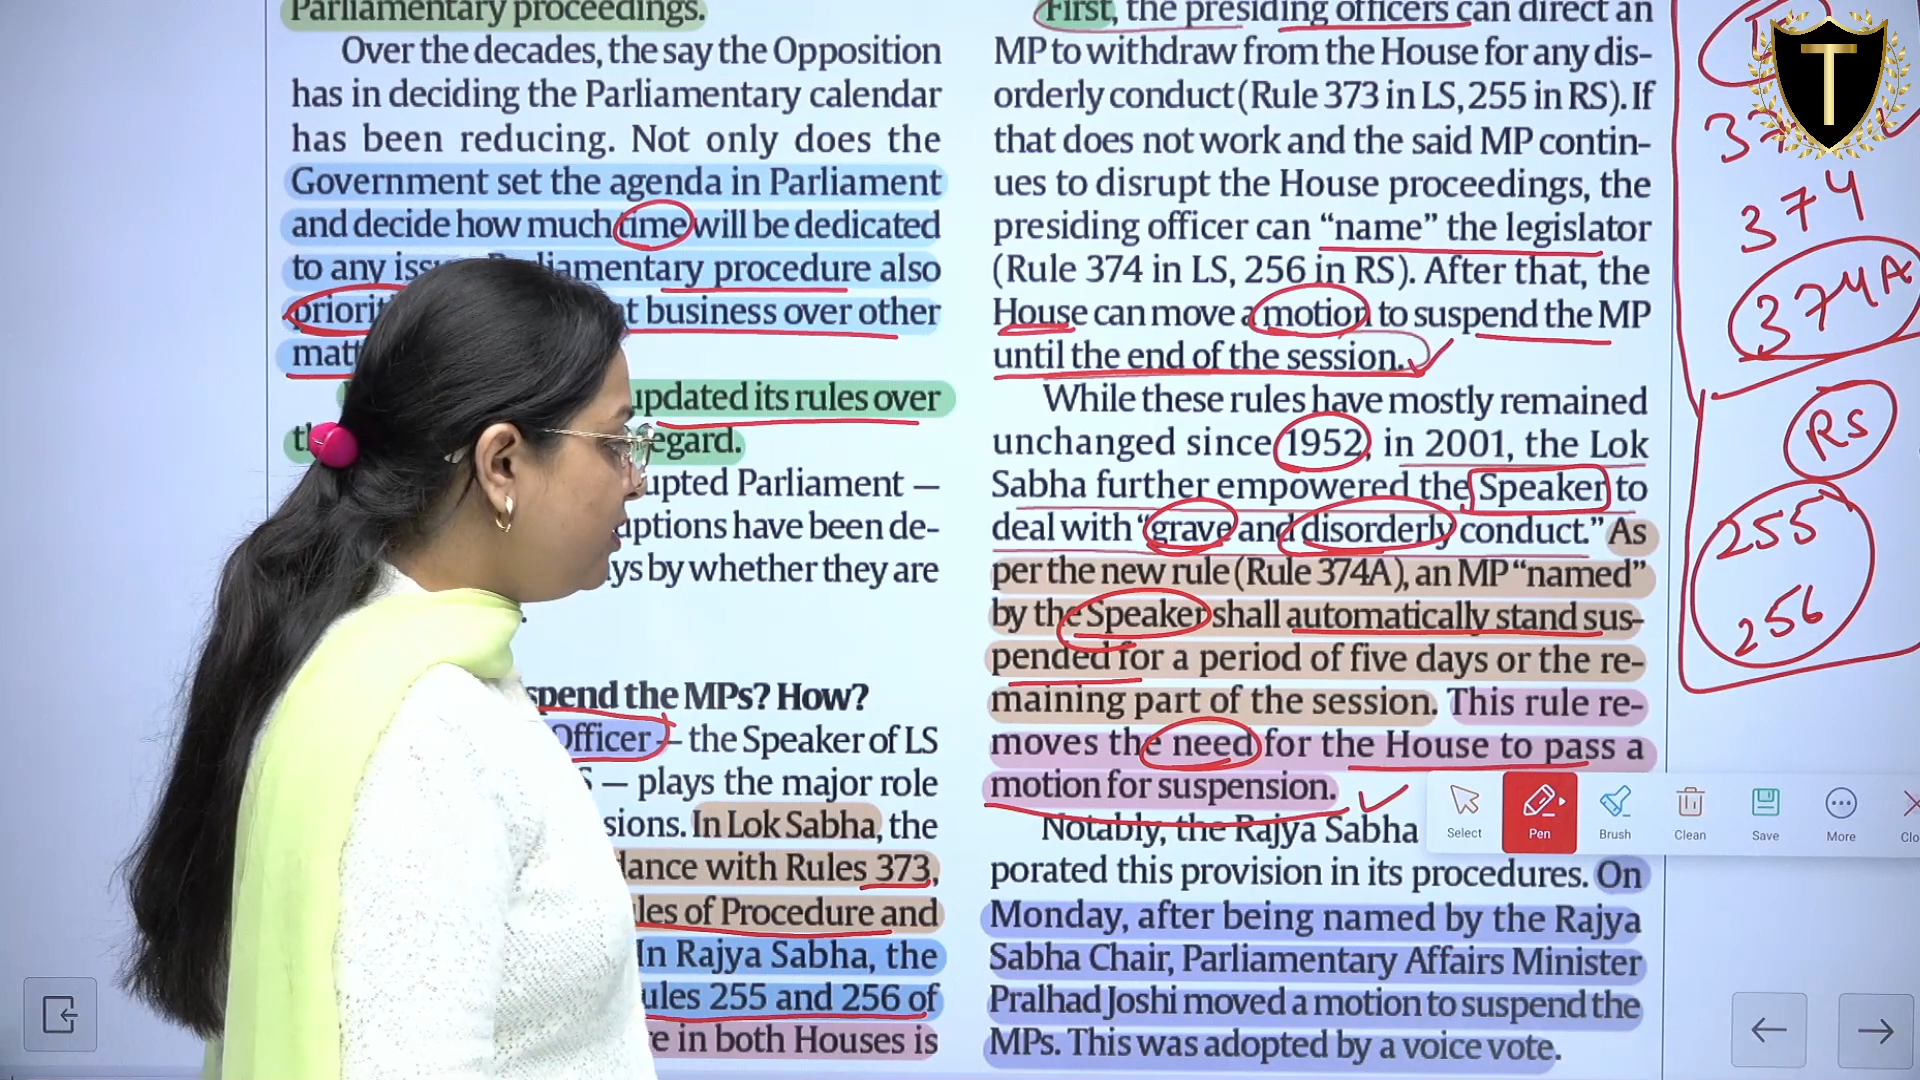 Parliamentary proceedings.
Over the decades, the say the Opposition
has in deciding the Parliamentary calendar
has been reducing. Not only does the
Government set the agenda in Parliament
and decide how much time will be dedicated
to any also
business over other
updated its rules over
Parliament —
have been de-
by whether they are
spend the MPs? How?
Officer — the Speaker of LS
— plays the major role
In Lok Sabha, the
with Rules 373,
of Procedure and
In Rajya Sabha, the
255 and 256 of
in both Houses is
First, the presiding officers can direct an
MP to withdraw from the House for any dis-
orderly conduct (Rule 373 in LS, 255 in RS). If
that does not work and the said MP contin-
ues to disrupt the House proceedings, the
presiding officer can “name” the legislator
(Rule 374 in LS, 256 in RS). After that, the
House can move a motion to suspend the MP
until the end of the session.
While these rules have mostly remained
unchanged since 1952, in 2001, the Lok
Sabha further empowered the Speaker to
deal with “grave and disorderly conduct.” As
per the new rule (Rule 374A), an MP “named”
by the Speaker shall automatically stand sus-
pended for a period of five days or the re-
maining part of the session. This rule re-
moves the need for the House to pass a
motion for suspension.
Notably, the Rajya Sabha
porated this provision in its procedures. On
Monday, after being named by the Rajya
Sabha Chair, Parliamentary Affairs Minister
Pralhad Joshi moved a motion to suspend the
MPs. This was adopted by a voice vote.
T
374
374A
RS
255
256
Select
Pen
Brush
Clean
Save
More